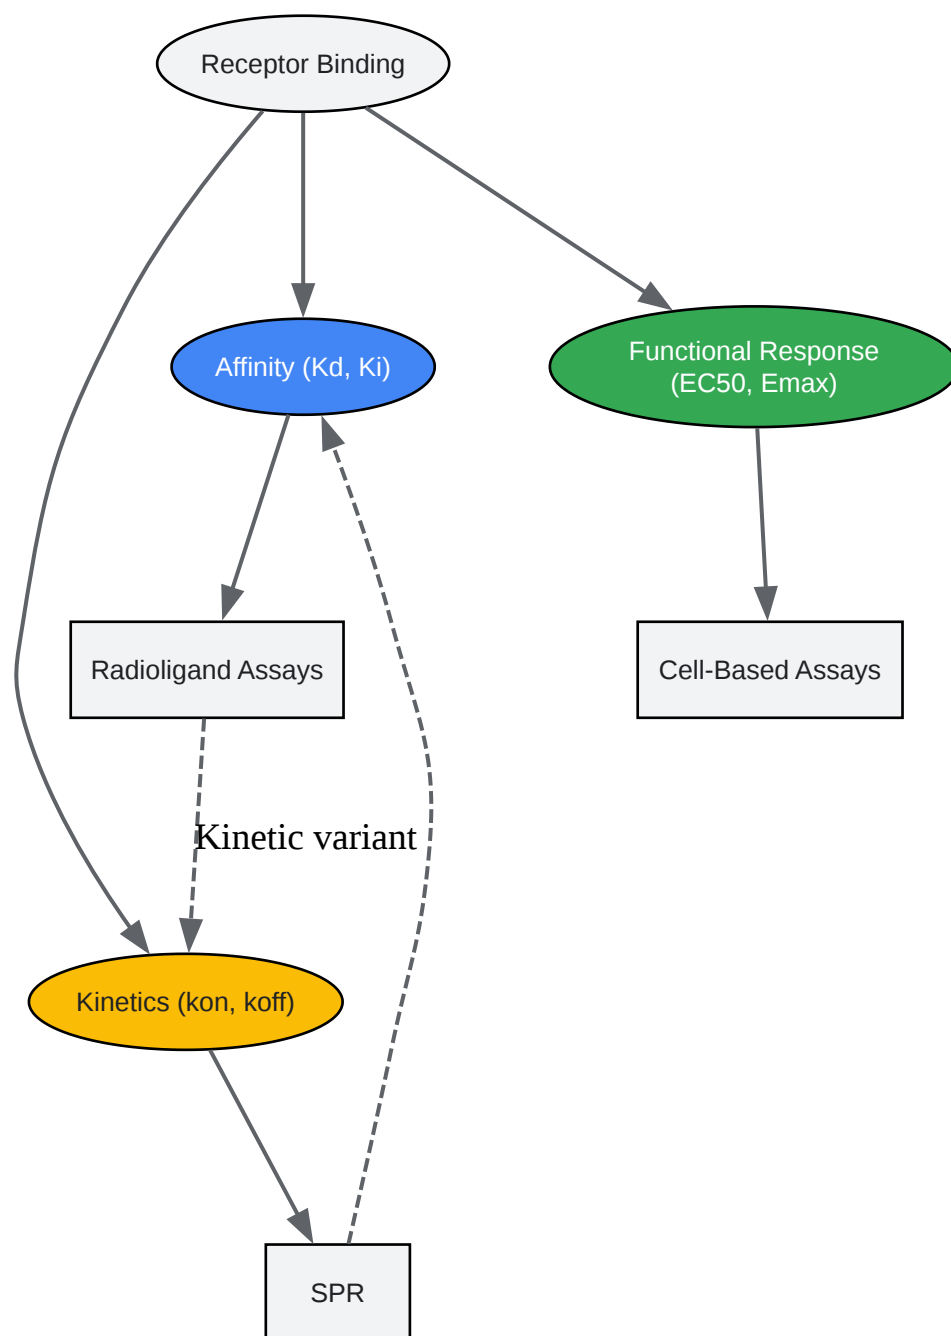 Receptor Binding
Affinity (Kd, Ki)
Functional Response
(EC50, Emax)
Radioligand Assays
Cell-Based Assays
Kinetic variant
Kinetics (kon, koff)
SPR